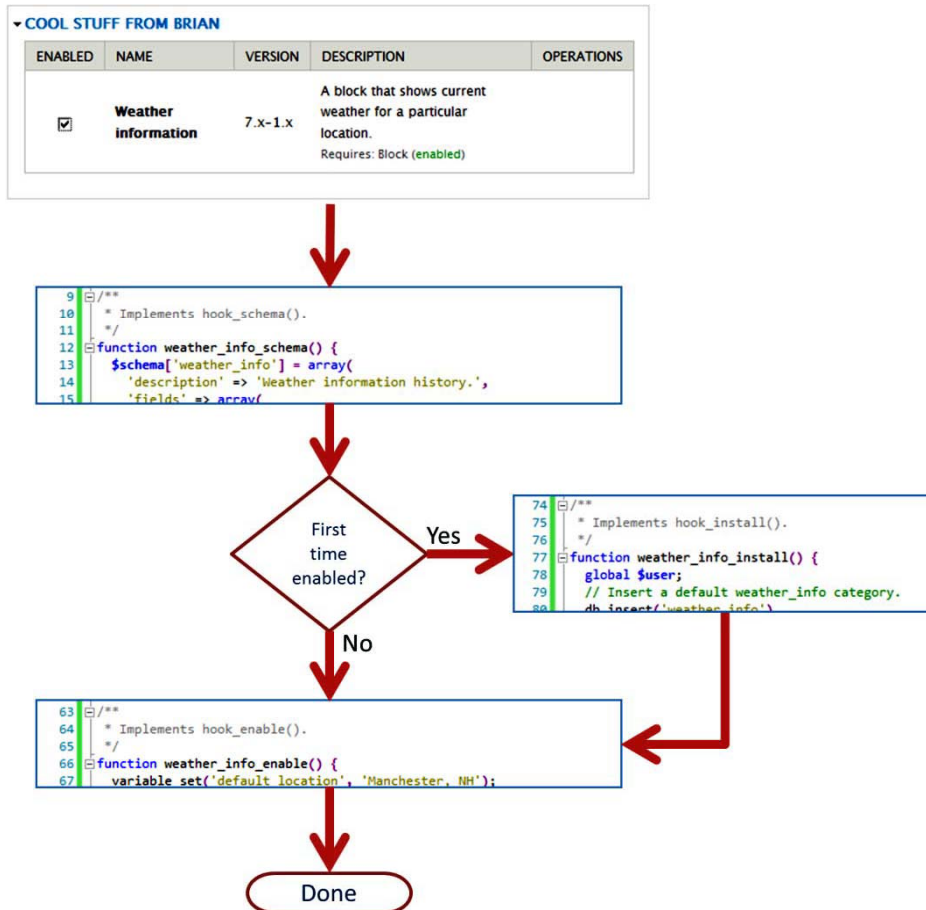 COOL STUFF FROM BRIAN
ENABLED NAME VERSION DESCRIPTION OPERATIONS
Weather information
7.x-1.x
A block that shows current
weather for a particular
location.
Requires: Block (enabled)
9 /**
10 * Implements hook_schema().
11 */
12 function weather_info_schema() {
13 $schema['weather_info'] = array(
14 'description' => 'Weather information history.',
15 'fields' => array(
First
time
enabled?
Yes
74 /**
75 * Implements hook_install().
76 */
77 function weather_info_install() {
78 global $user;
79 // Insert a default weather_info category.
80 db_insert('weather_info')
No
63 /**
64 * Implements hook_enable().
65 */
66 function weather_info_enable() {
67 variable_set('default_location', 'Manchester, NH');
Done